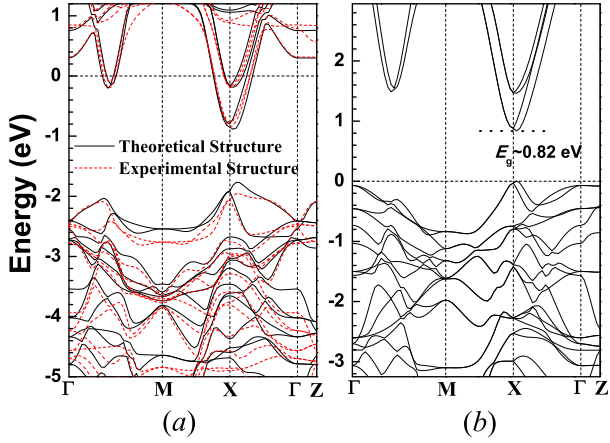 Energy (eV)
1
0
-1
-2
-3
-4
-5
Theoretical Structure
Experimental Structure
Γ M X Γ Z
(a)
2
1
0
-1
-2
-3
Eg~0.82 eV
Γ M X Γ Z
(b)